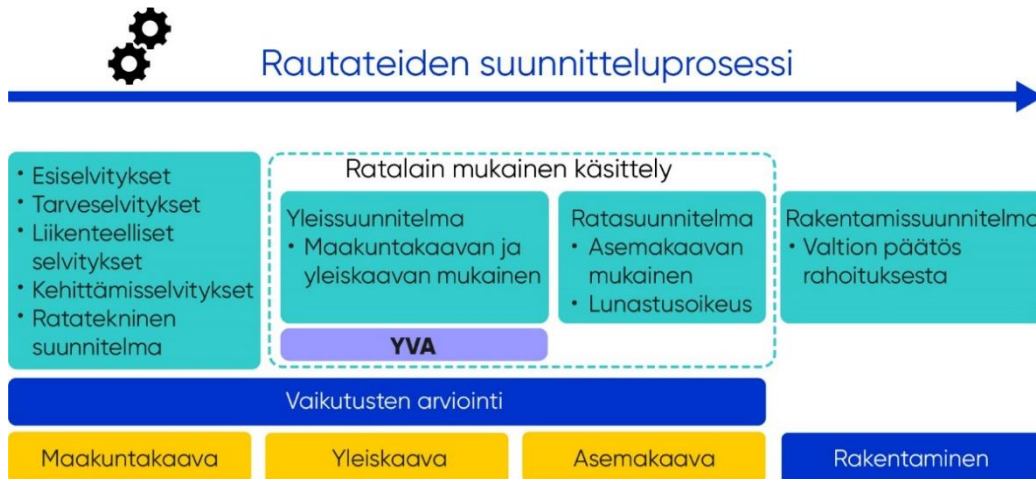 Rautateiden suunnitteluprosessi
• Esiselvitykset
• Tarveselvitykset
• Liikenteelliset
selvitykset
• Kehittämisselvitykset
• Ratatekninen
suunnitelma
Ratalain mukainen käsittely
Yleissuunnitelma
• Maakuntakaavan ja
yleiskaavan mukainen
YVA
Ratasuunnitelma
• Asemakaavan
mukainen
• Lunastusoikeus
Rakentamissuunnitelma
• Valtion päätös
rahoituksesta
Vaikutusten arviointi
Maakuntakaava
Yleiskaava
Asemakaava
Rakentaminen